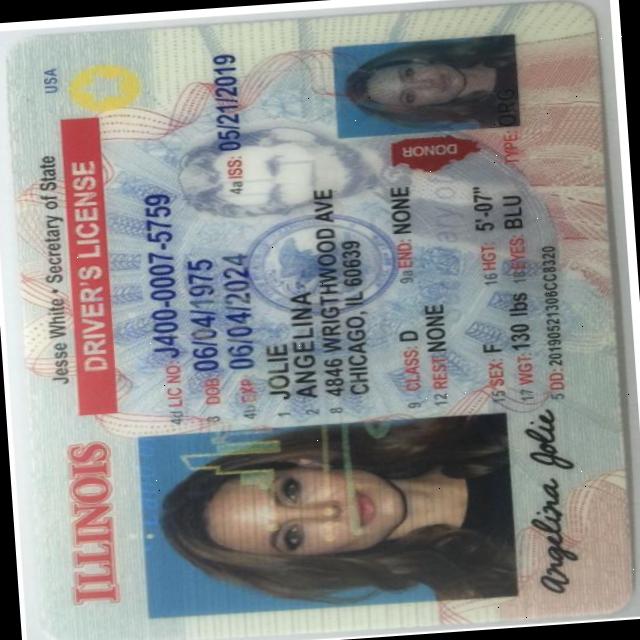 USA
Jesse White • Secretary of State
ILLINOIS
DRIVER'S LICENSE
4d LIC NO: J400-0007-5759
3 DOB: 06/04/1975
4b EXP: 06/04/2024
4a ISS: 05/21/2019
1 JOLIE
2 ANGELINA
8 4846 WRIGTHWOOD AVE
CHICAGO, IL 60639
9 CLASS: D
9a END: NONE
12 REST: NONE
DONOR
15 SEX: F
16 HGT: 5'-07"
17 WGT: 130 lbs
18 EYES: BLU
TYPE: ORG
5 DD: 20190521306CC8320
Angelina Jolie